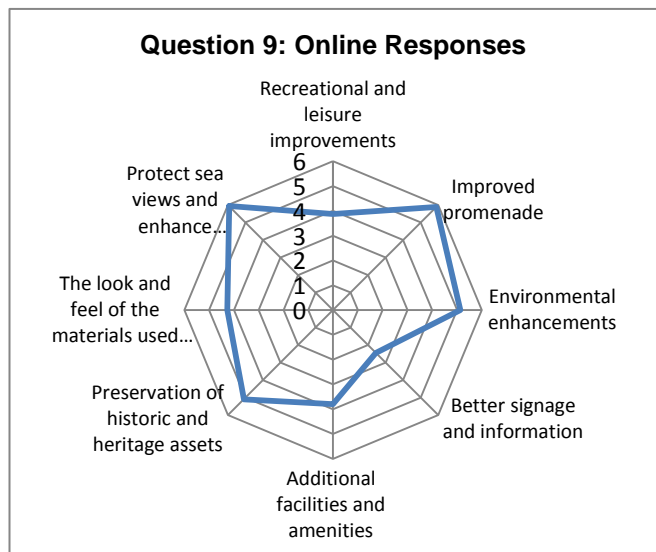 Question 9: Online Responses
Recreational and
leisure
improvements
Improved
promenade
Environmental
enhancements
Better signage
and information
Additional
facilities and
amenities
Preservation of
historic and
heritage assets
The look and
feel of the
materials used...
Protect sea
views and
enhance...
6
5
4
3
2
1
0